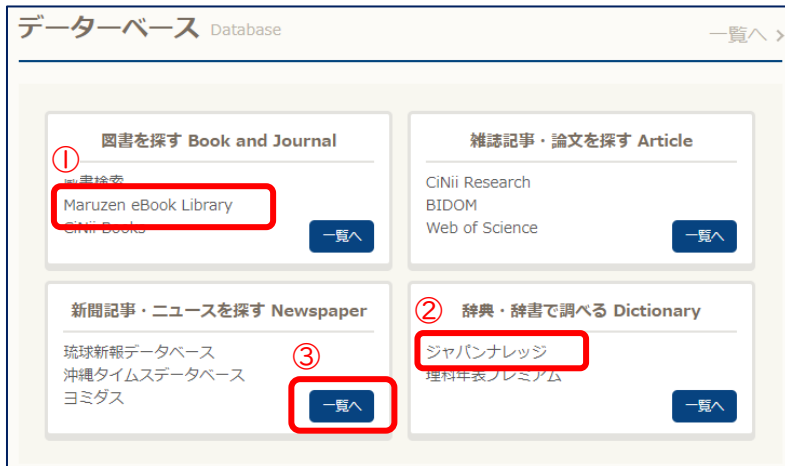 データーベース Database
一覧へ >
図書を探す Book and Journal
①
図書検索
Maruzen eBook Library
CiNii Books
一覧へ
雑誌記事・論文を探す Article
CiNii Research
BIDOM
Web of Science
一覧へ
新聞記事・ニュースを探す Newspaper
琉球新報データベース
③
沖縄タイムスデータベース
ヨミダス
一覧へ
② 辞典・辞書で調べる Dictionary
ジャパンナレッジ
理科年表プレミアム
一覧へ